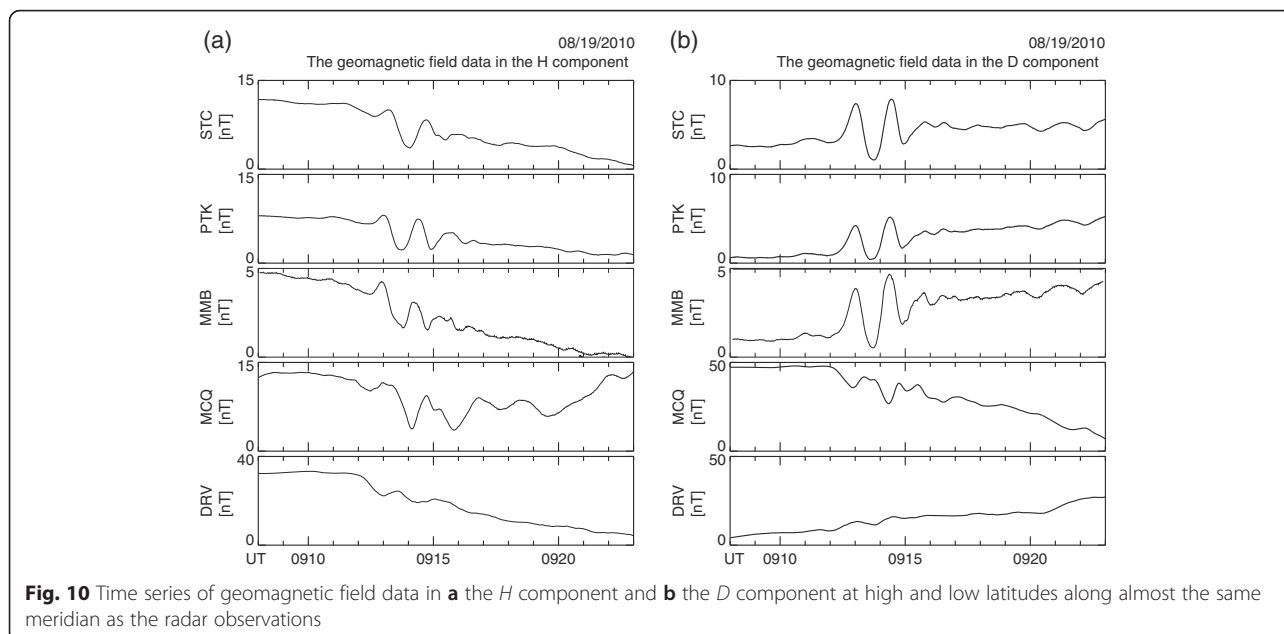 (a)
08/19/2010
The geomagnetic field data in the H component
15
STC
[nT]
0
15
PTK
[nT]
0
5
MMB
[nT]
0
15
MCQ
[nT]
0
40
DRV
[nT]
0
UT 0910 0915 0920
(b)
08/19/2010
The geomagnetic field data in the D component
10
STC
[nT]
0
10
PTK
[nT]
0
5
MMB
[nT]
0
50
MCQ
[nT]
0
50
DRV
[nT]
0
UT 0910 0915 0920
Fig. 10 Time series of geomagnetic field data in a the H component and b the D component at high and low latitudes along almost the same
meridian as the radar observations